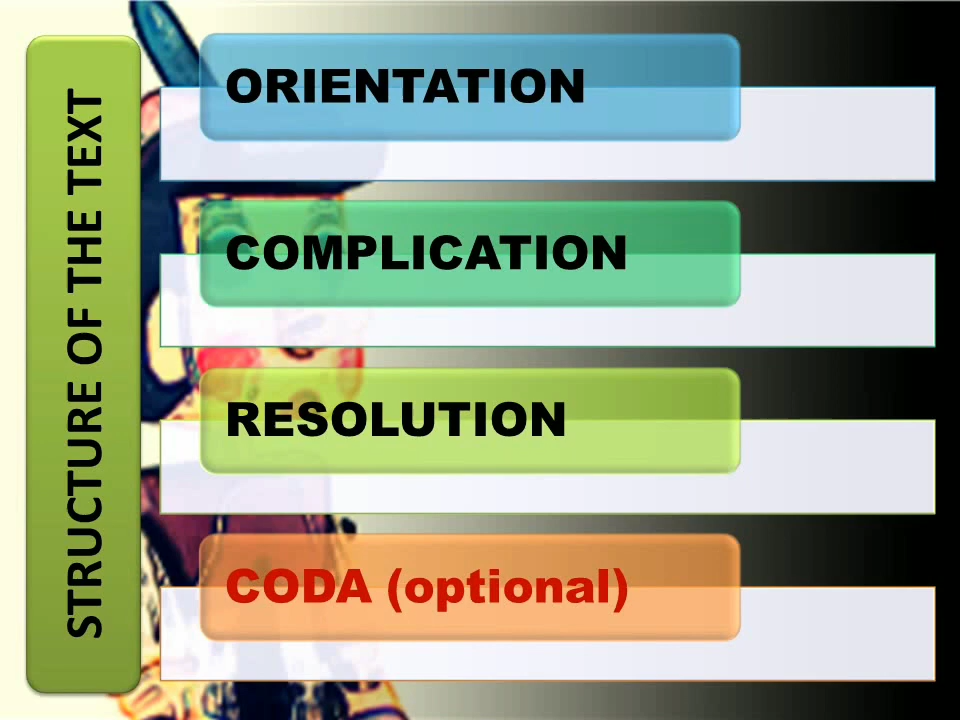 STRUCTURE OF THE TEXT
ORIENTATION
COMPLICATION
RESOLUTION
CODA (optional)